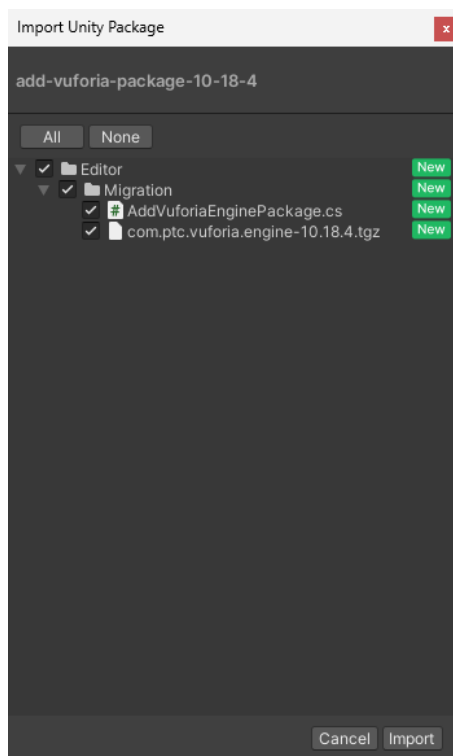 Import Unity Package
x
add-vuforia-package-10-18-4
All None
Editor New
Migration New
# AddVuforiaEnginePackage.cs New
com.ptc.vuforia.engine-10.18.4.tgz New
Cancel Import